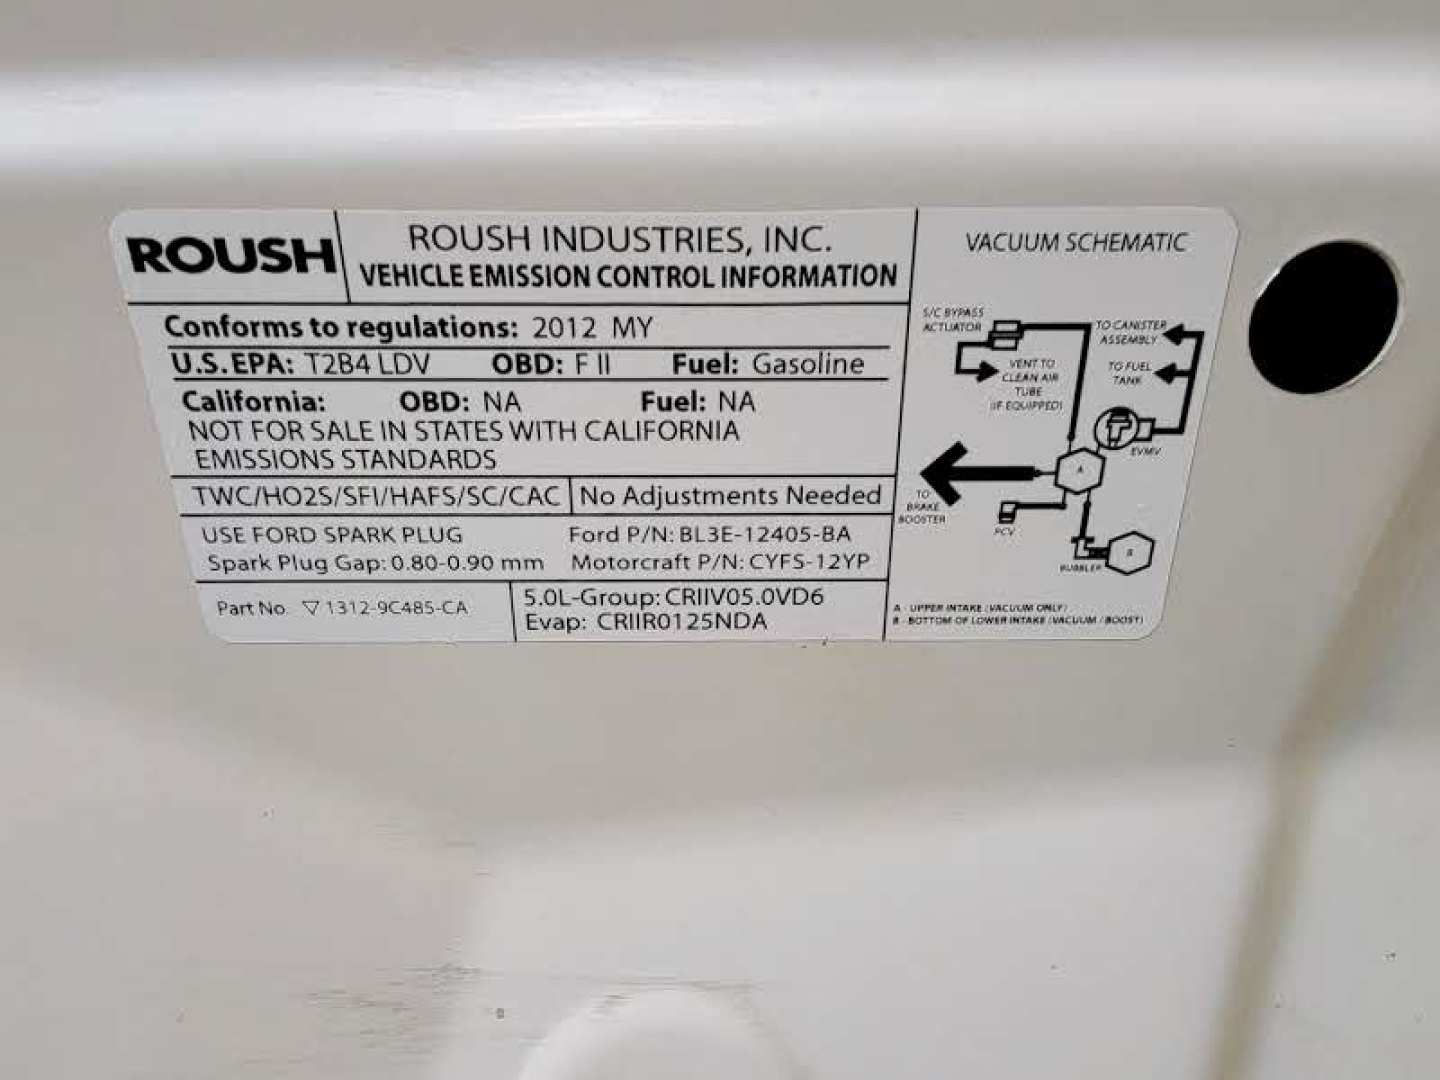 ROUSH
ROUSH INDUSTRIES, INC.
VEHICLE EMISSION CONTROL INFORMATION
Conforms to regulations: 2012 MY
U.S. EPA: T2B4 LDV OBD: F II Fuel: Gasoline
California: OBD: NA Fuel: NA
NOT FOR SALE IN STATES WITH CALIFORNIA
EMISSIONS STANDARDS
TWC/HO2S/SFI/HAFS/SC/CAC No Adjustments Needed
USE FORD SPARK PLUG Ford P/N: BL3E-12405-BA
Spark Plug Gap: 0.80-0.90 mm Motorcraft P/N: CYFS-12YP
Part No ▽ 1312-9C485-CA
5.0L-Group: CRIIV05.0VD6
Evap: CRIIR0125NDA
VACUUM SCHEMATIC
S/C BYPASS
ACTUATOR
TO CANISTER
ASSEMBLY
VENT TO
CLEAN AIR
TUBE
(IF EQUIPPED)
TO FUEL
TANK
EVMV
A
TO
BRAKE
BOOSTER
PCV
BUBBLER
B
A - UPPER INTAKE (VACUUM ONLY)
B - BOTTOM OF LOWER INTAKE (VACUUM / BOOST)